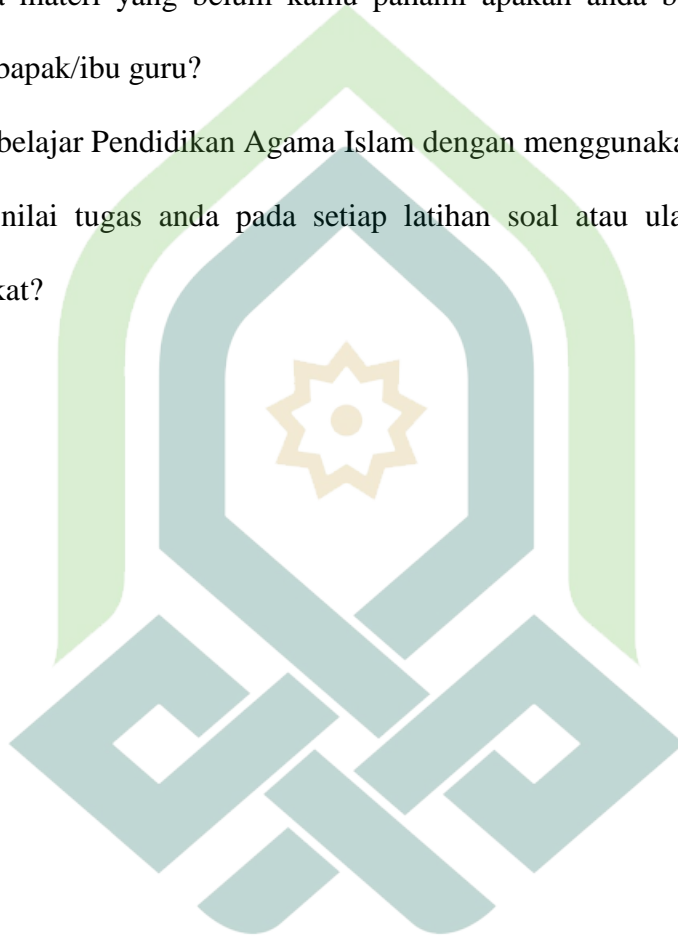 materi yang belum kamu pahami apakah anda b
bapak/ibu guru?
belajar Pendidikan Agama Islam dengan menggunaka
nilai tugas anda pada setiap latihan soal atau ula
kat?